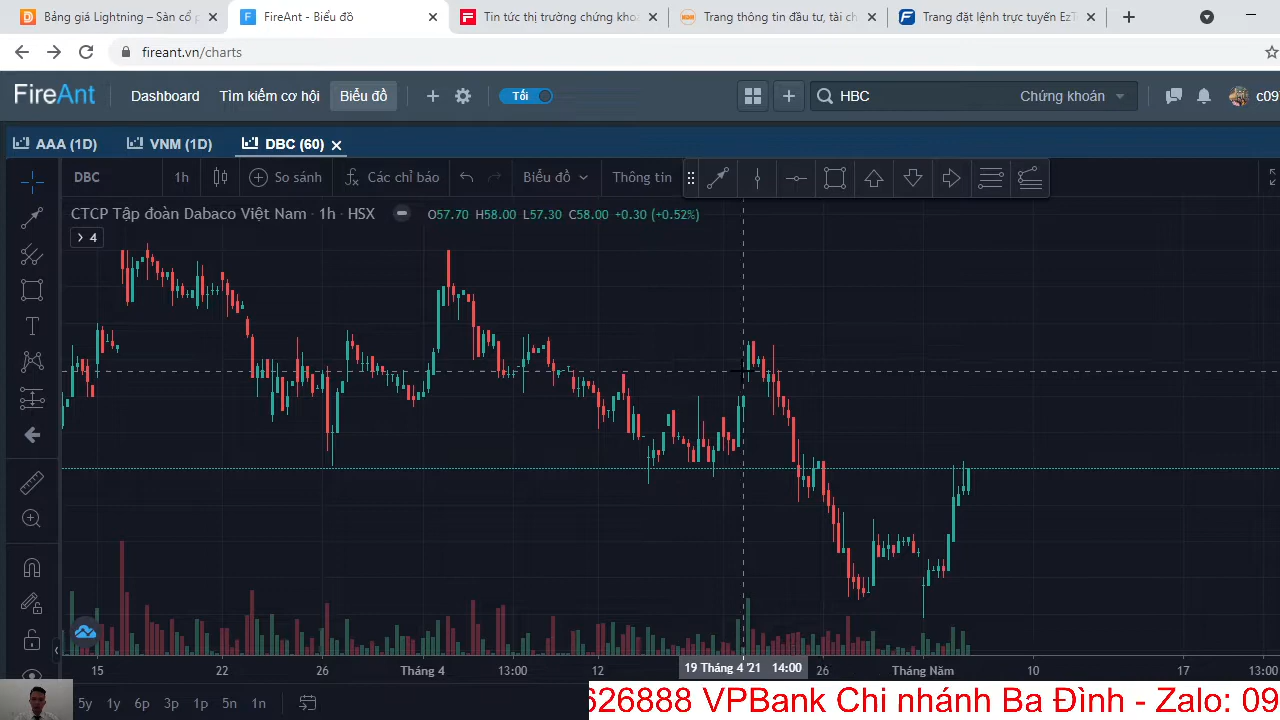 Bảng giá Lightning – Sàn cổ p
FireAnt - Biểu đồ
Tin tức thị trường chứng kho
Trang thông tin đầu tư, tài ch
Trang đặt lệnh trực tuyến EzT
fireant.vn/charts
FireAnt
Dashboard
Tìm kiếm cơ hội
Biểu đồ
Tối
HBC
Chứng khoán
c09
AAA (1D)
VNM (1D)
DBC (60)
DBC
1h
So sánh
Các chỉ báo
Biểu đồ
Thông tin
CTCP Tập đoàn Dabaco Việt Nam · 1h · HSX
O57.70 H58.00 L57.30 C58.00 +0.30 (+0.52%)
4
15
22
26
Tháng 4
13:00
12
19 Tháng 4 '21 14:00
26
Tháng Năm
10
17
13:00
5y
1y
6p
3p
1p
5n
1n
626888 VPBank Chi nhánh Ba Đình - Zalo: 09